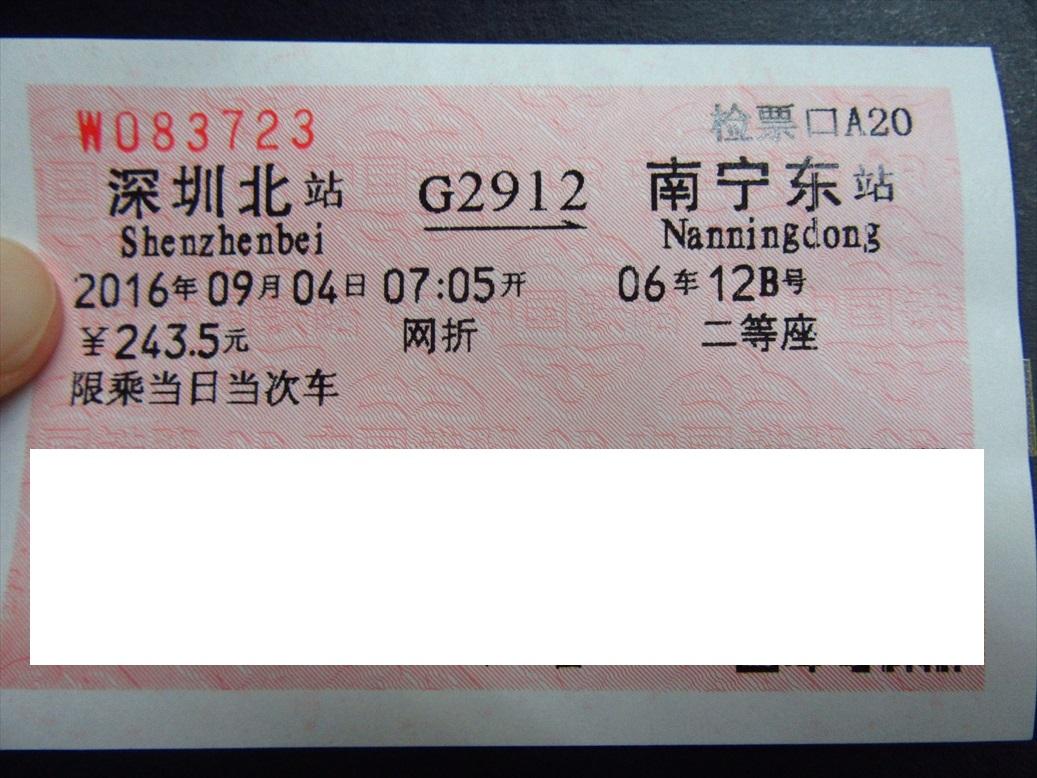 W083723 检票口A20
深圳北站 G2912 南宁东站
Shenzhenbei Nanningdong
2016年09月04日 07:05开 06车12B号
￥243.5元 网折 二等座
限乘当日当次车